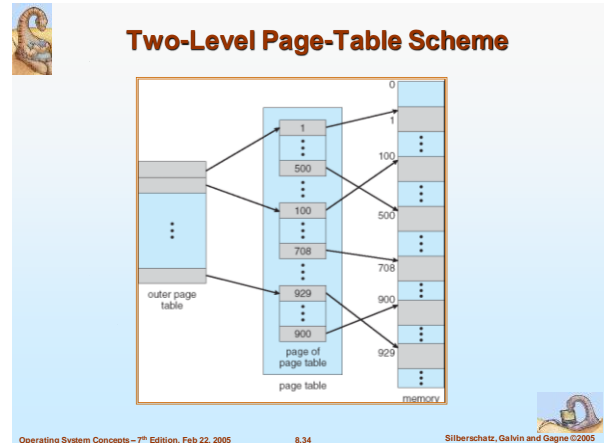 Two-Level Page-Table Scheme
0
1
100
500
708
900
929
1
500
100
708
929
900
outer page
table
page of
page table
page table
memory
Operating System Concepts – 7th Edition, Feb 22, 2005
8.34
Silberschatz, Galvin and Gagne ©2005